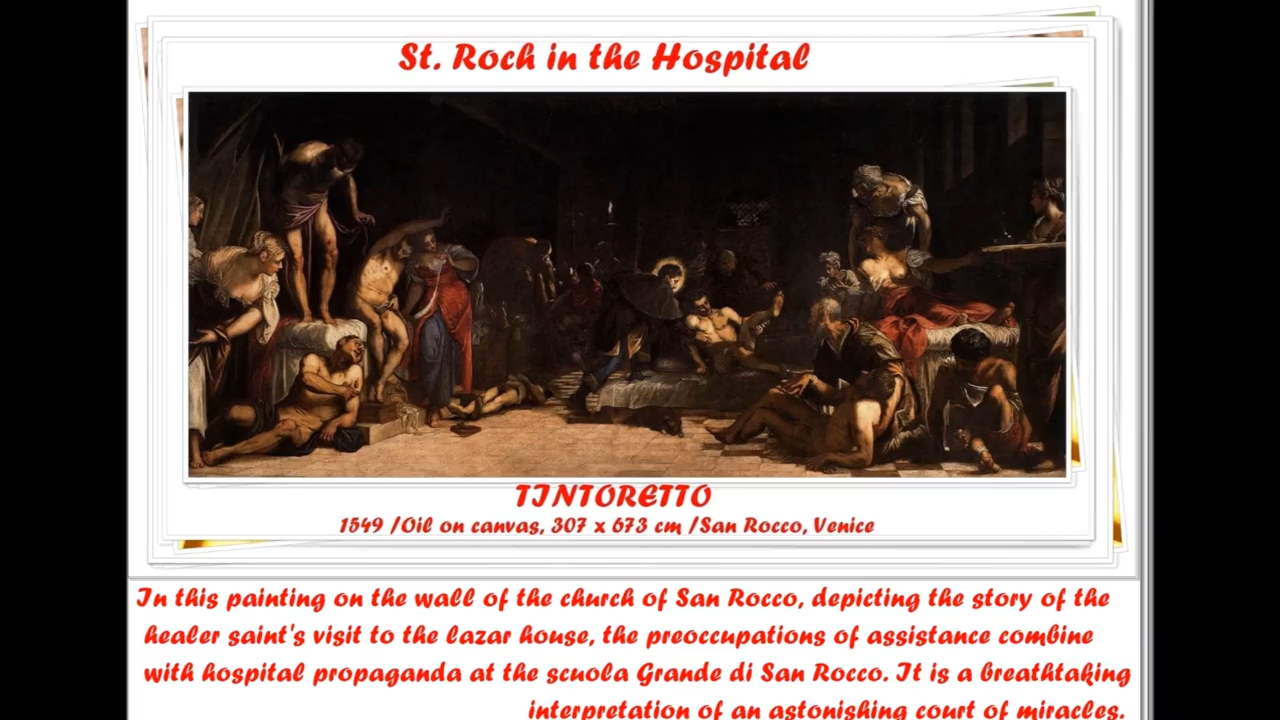 St. Roch in the Hospital
TINTORETTO
1549 /Oil on canvas, 307 x 673 cm /San Rocco, Venice
In this painting on the wall of the church of San Rocco, depicting the story of the
healer saint's visit to the lazar house, the preoccupations of assistance combine
with hospital propaganda at the scuola Grande di San Rocco. It is a breathtaking
interpretation of an astonishing court of miracles.